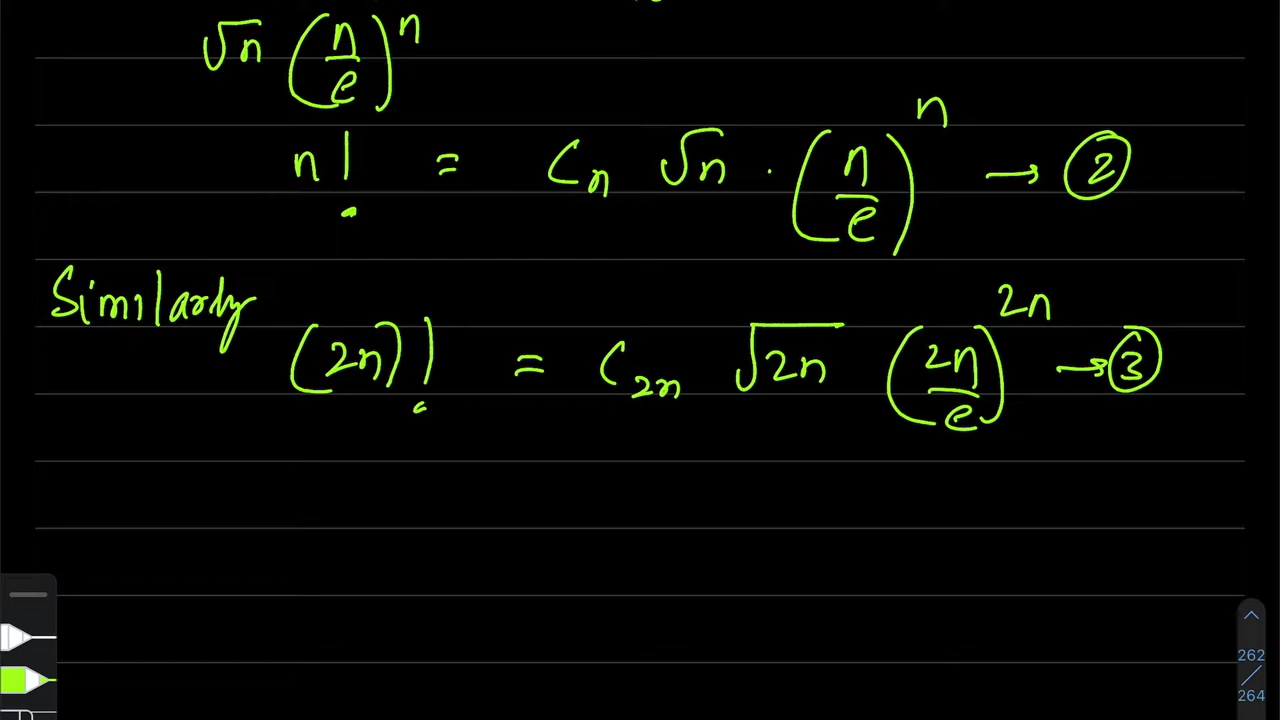 √n (n/e)^n
n! = C_n √n · (n/e)^n → ②
Similarly (2n)! = C_2n √2n (2n/e)^2n → ③
262
/
264